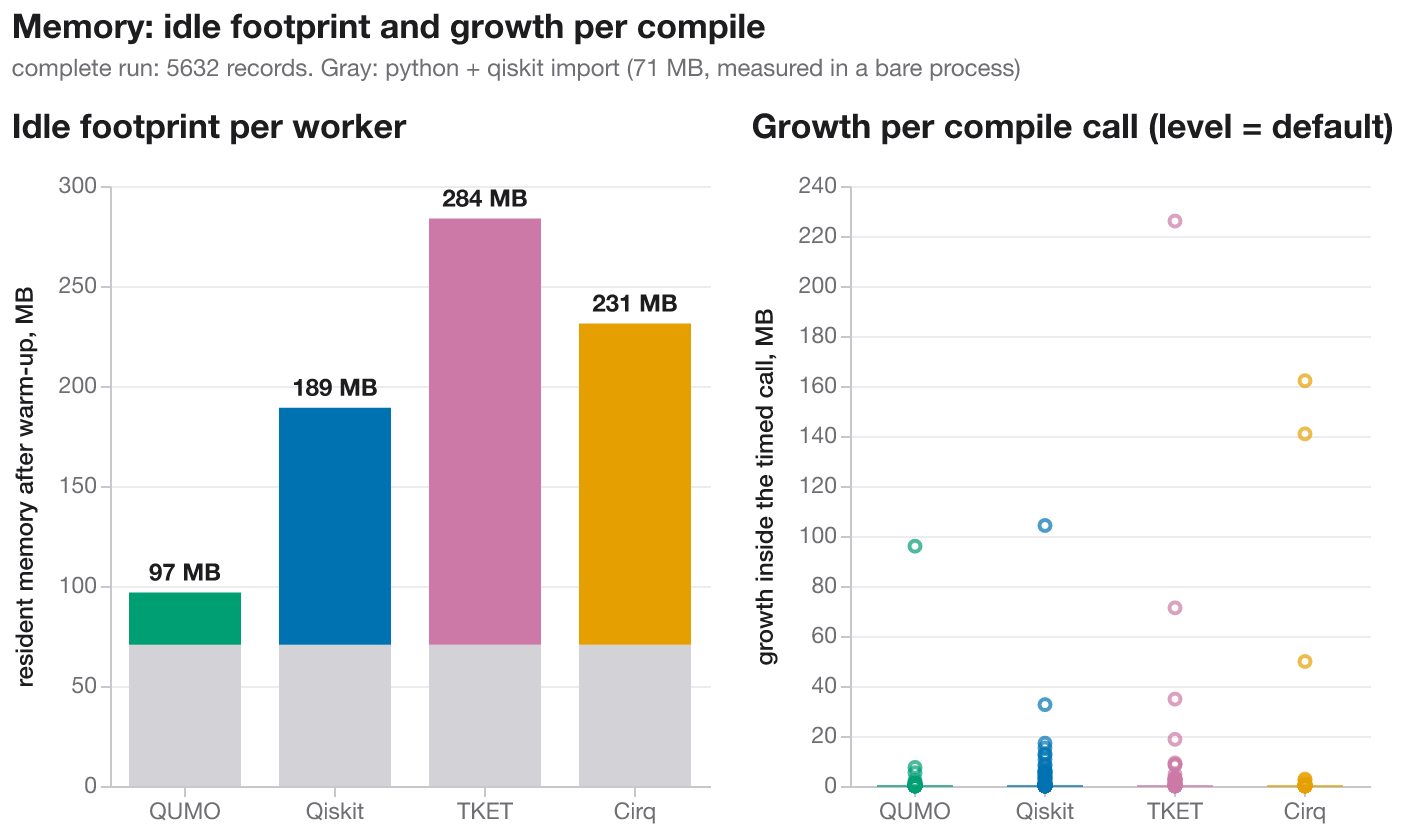 Memory: idle footprint and growth per compile
complete run: 5632 records. Gray: python + qiskit import (71 MB, measured in a bare process)
Idle footprint per worker
resident memory after warm-up, MB
300
250
200
150
100
50
0
97 MB
189 MB
284 MB
231 MB
QUMO
Qiskit
TKET
Cirq
Growth per compile call (level = default)
growth inside the timed call, MB
240
220
200
180
160
140
120
100
80
60
40
20
0
QUMO
Qiskit
TKET
Cirq